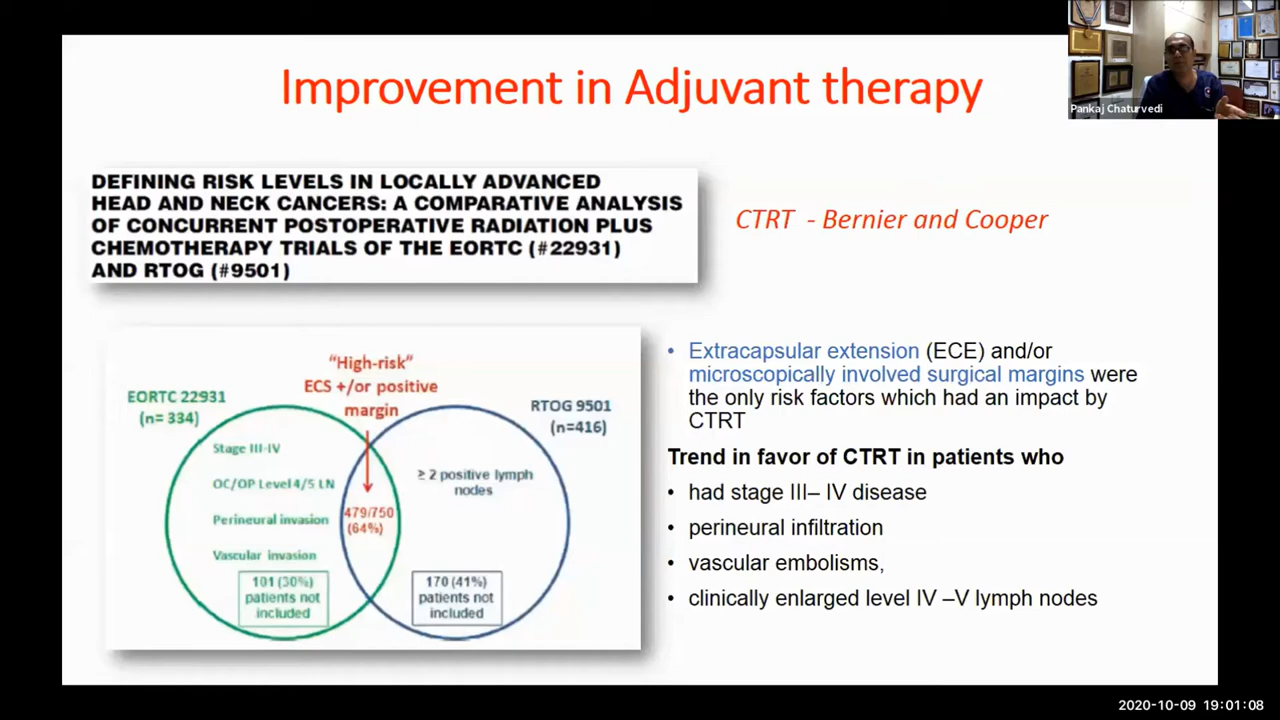 Improvement in Adjuvant therapy
Pankaj Chaturvedi
DEFINING RISK LEVELS IN LOCALLY ADVANCED
HEAD AND NECK CANCERS: A COMPARATIVE ANALYSIS
OF CONCURRENT POSTOPERATIVE RADIATION PLUS
CHEMOTHERAPY TRIALS OF THE EORTC (#22931)
AND RTOG (#9501)
CTRT - Bernier and Cooper
"High-risk"
ECS +/or positive
margin
EORTC 22931
(n= 334)
RTOG 9501
(n=416)
Stage III-IV
OC/OP Level 4/5 LN
Perineural invasion
Vascular invasion
101 (30%)
patients not
included
479/750
(64%)
≥ 2 positive lymph
nodes
170 (41%)
patients not
included
• Extracapsular extension (ECE) and/or
microscopically involved surgical margins were
the only risk factors which had an impact by
CTRT
Trend in favor of CTRT in patients who
• had stage III– IV disease
• perineural infiltration
• vascular embolisms,
• clinically enlarged level IV –V lymph nodes
2020-10-09 19:01:08